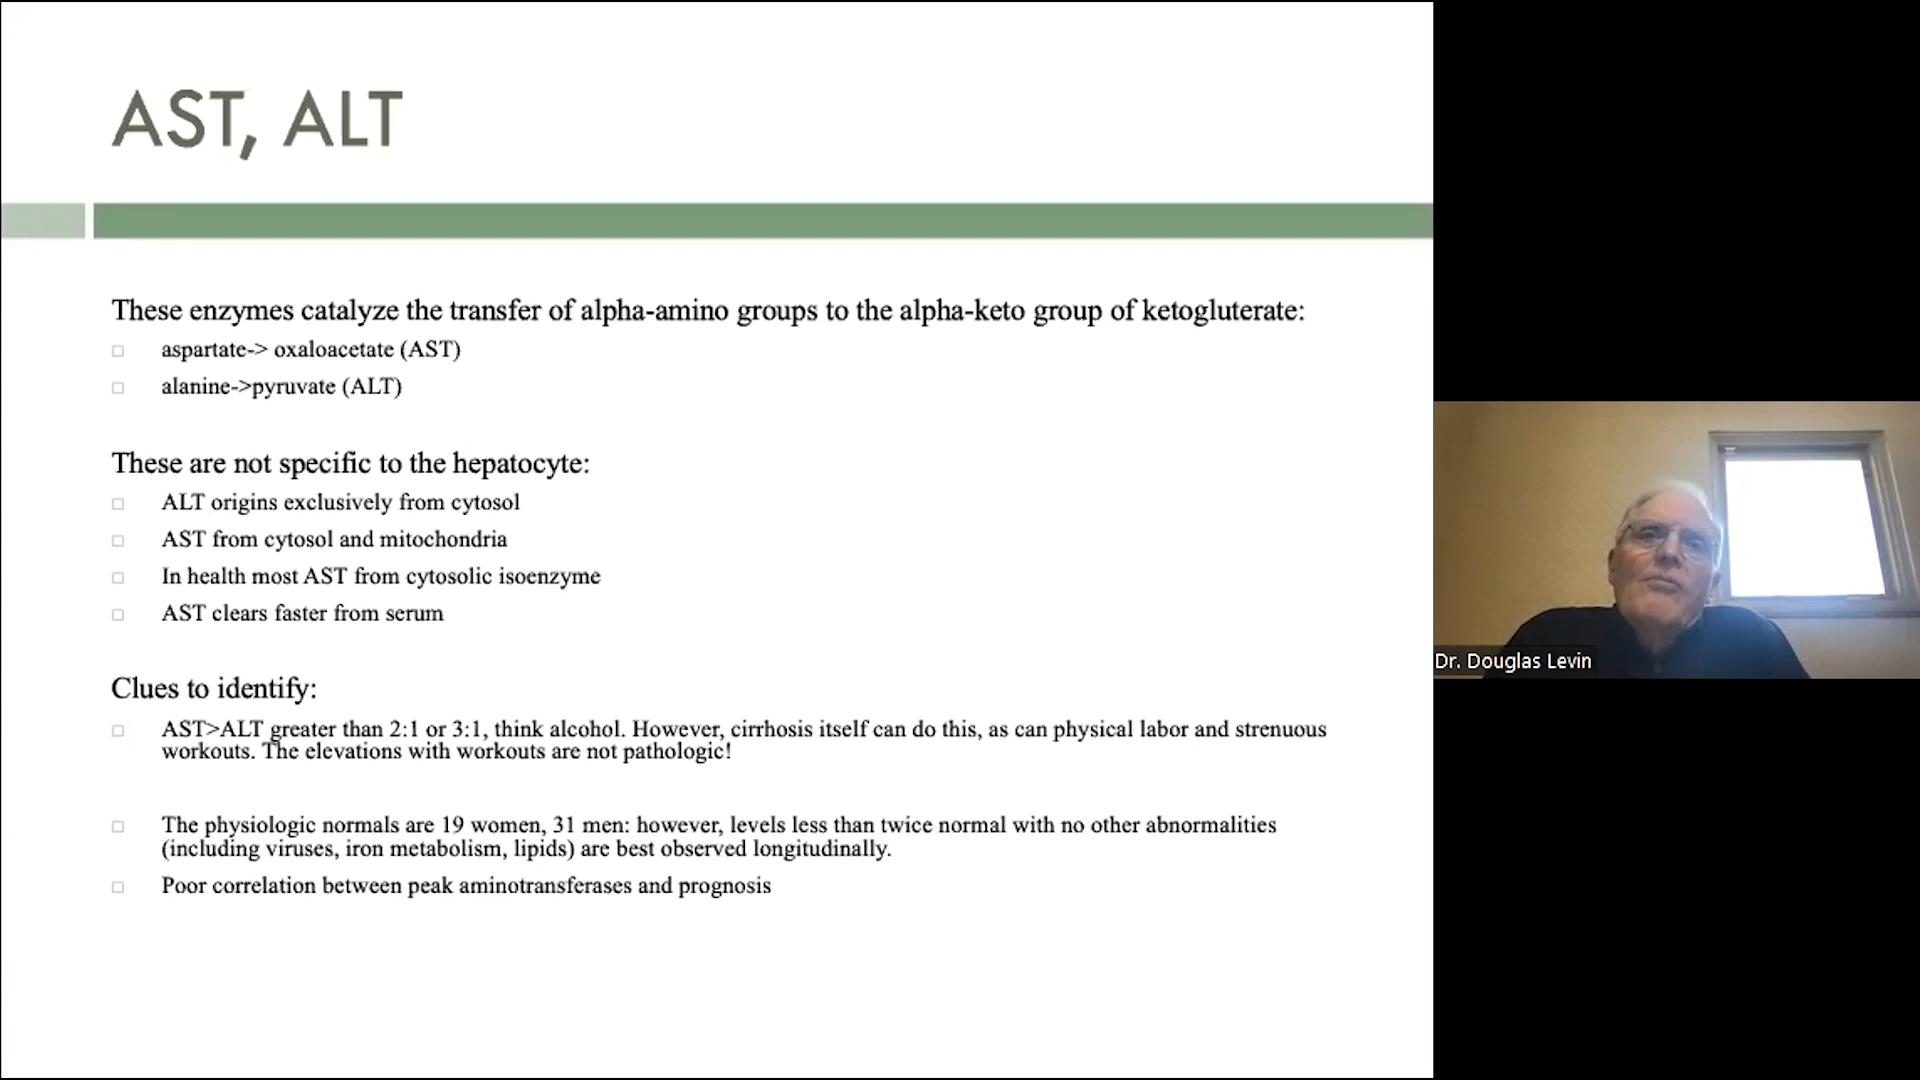 AST, ALT
These enzymes catalyze the transfer of alpha-amino groups to the alpha-keto group of ketogluterate:
aspartate-> oxaloacetate (AST)
alanine->pyruvate (ALT)
These are not specific to the hepatocyte:
ALT origins exclusively from cytosol
AST from cytosol and mitochondria
In health most AST from cytosolic isoenzyme
AST clears faster from serum
Clues to identify:
AST>ALT greater than 2:1 or 3:1, think alcohol. However, cirrhosis itself can do this, as can physical labor and strenuous
workouts. The elevations with workouts are not pathologic!
The physiologic normals are 19 women, 31 men: however, levels less than twice normal with no other abnormalities
(including viruses, iron metabolism, lipids) are best observed longitudinally.
Poor correlation between peak aminotransferases and prognosis
Dr. Douglas Levin